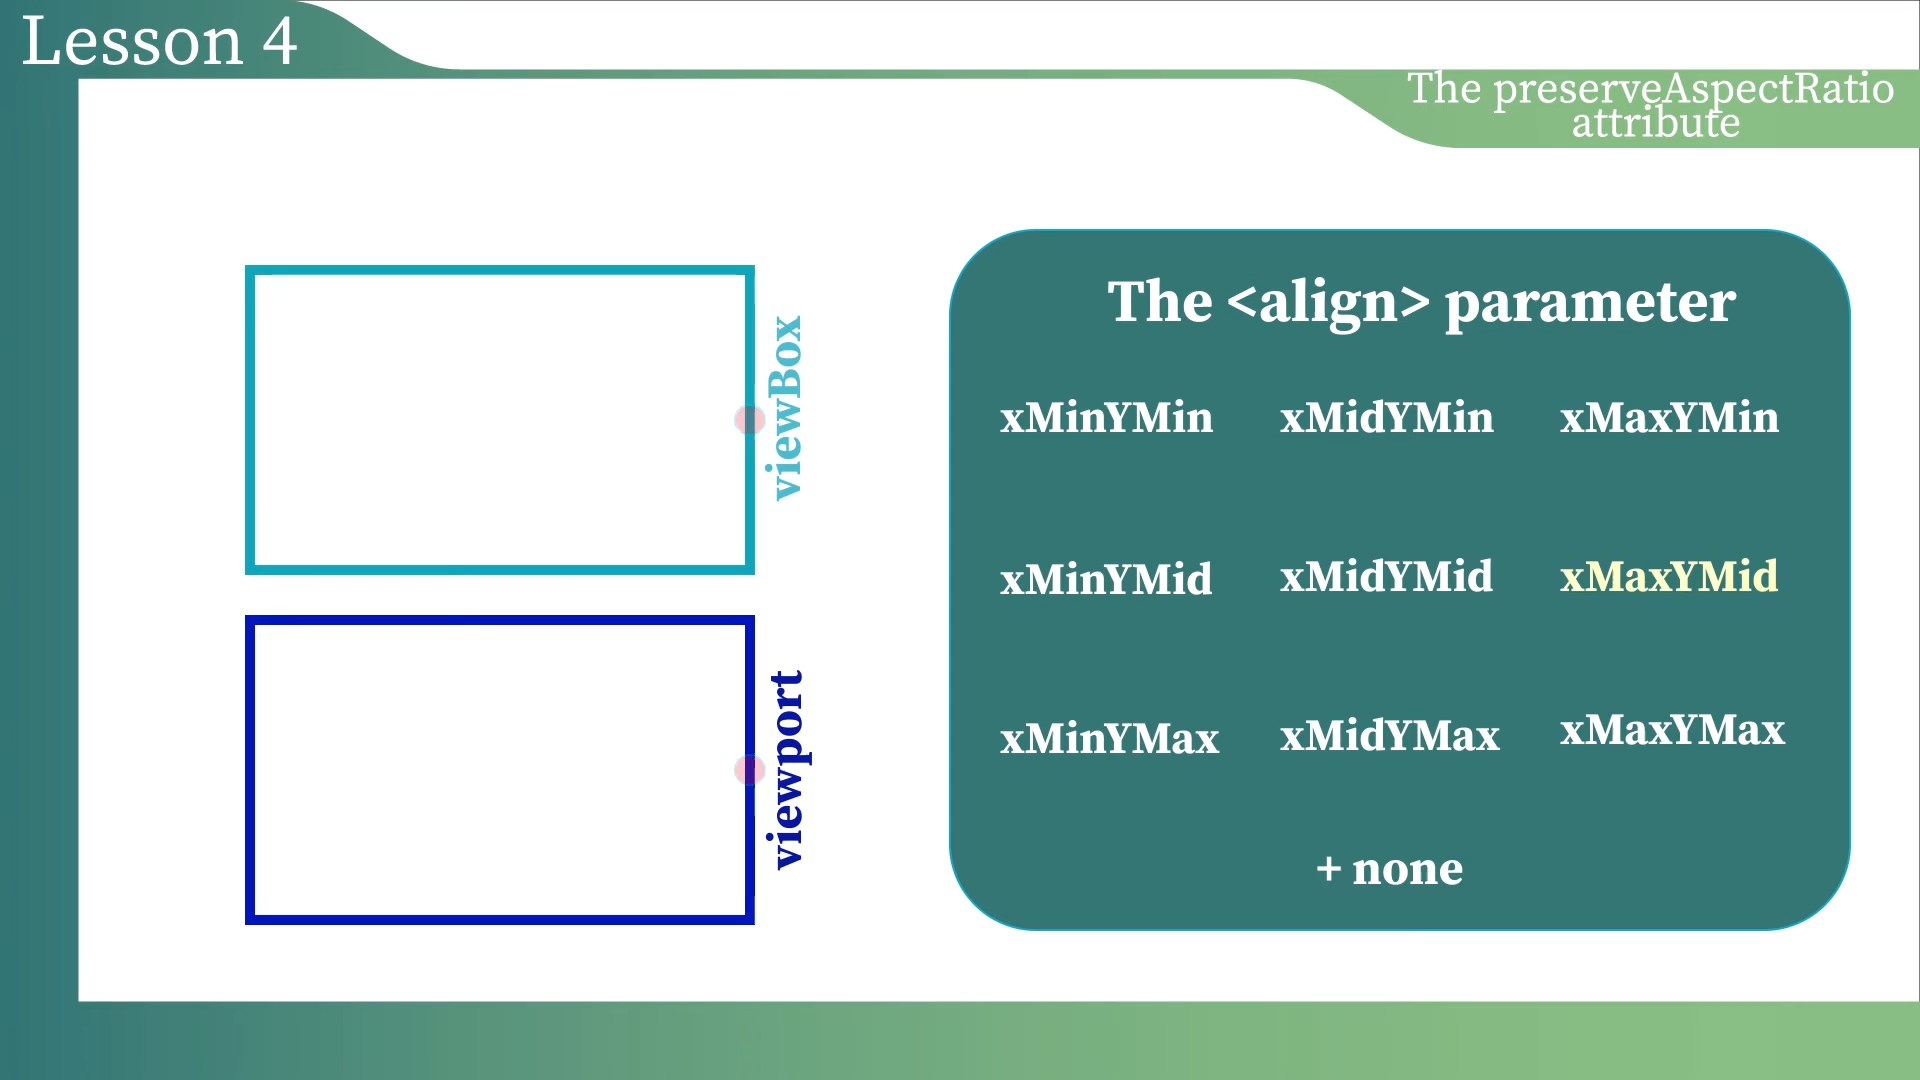 Lesson 4
The preserveAspectRatio
attribute
viewBox
viewport
The <align> parameter
xMinYMin xMidYMin xMaxYMin
xMinYMid xMidYMid xMaxYMid
xMinYMax xMidYMax xMaxYMax
+ none